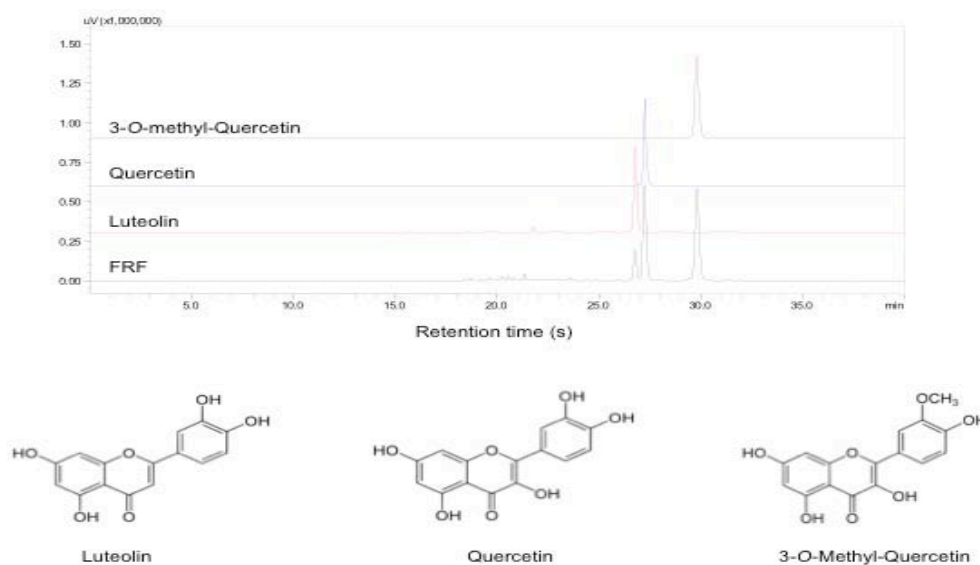 uV (x1,000,000)
1.50
1.25
1.00
3-O-methyl-Quercetin
0.75
Quercetin
0.50
Luteolin
0.25
FRF
0.00
5.0 10.0 15.0 20.0 25.0 30.0 35.0 min
Retention time (s)
OH
OH
HO
O
OH O
Luteolin
OH
OH
HO
O
OH
OH O
Quercetin
OCH3
OH
HO
O
OH
OH O
3-O-Methyl-Quercetin